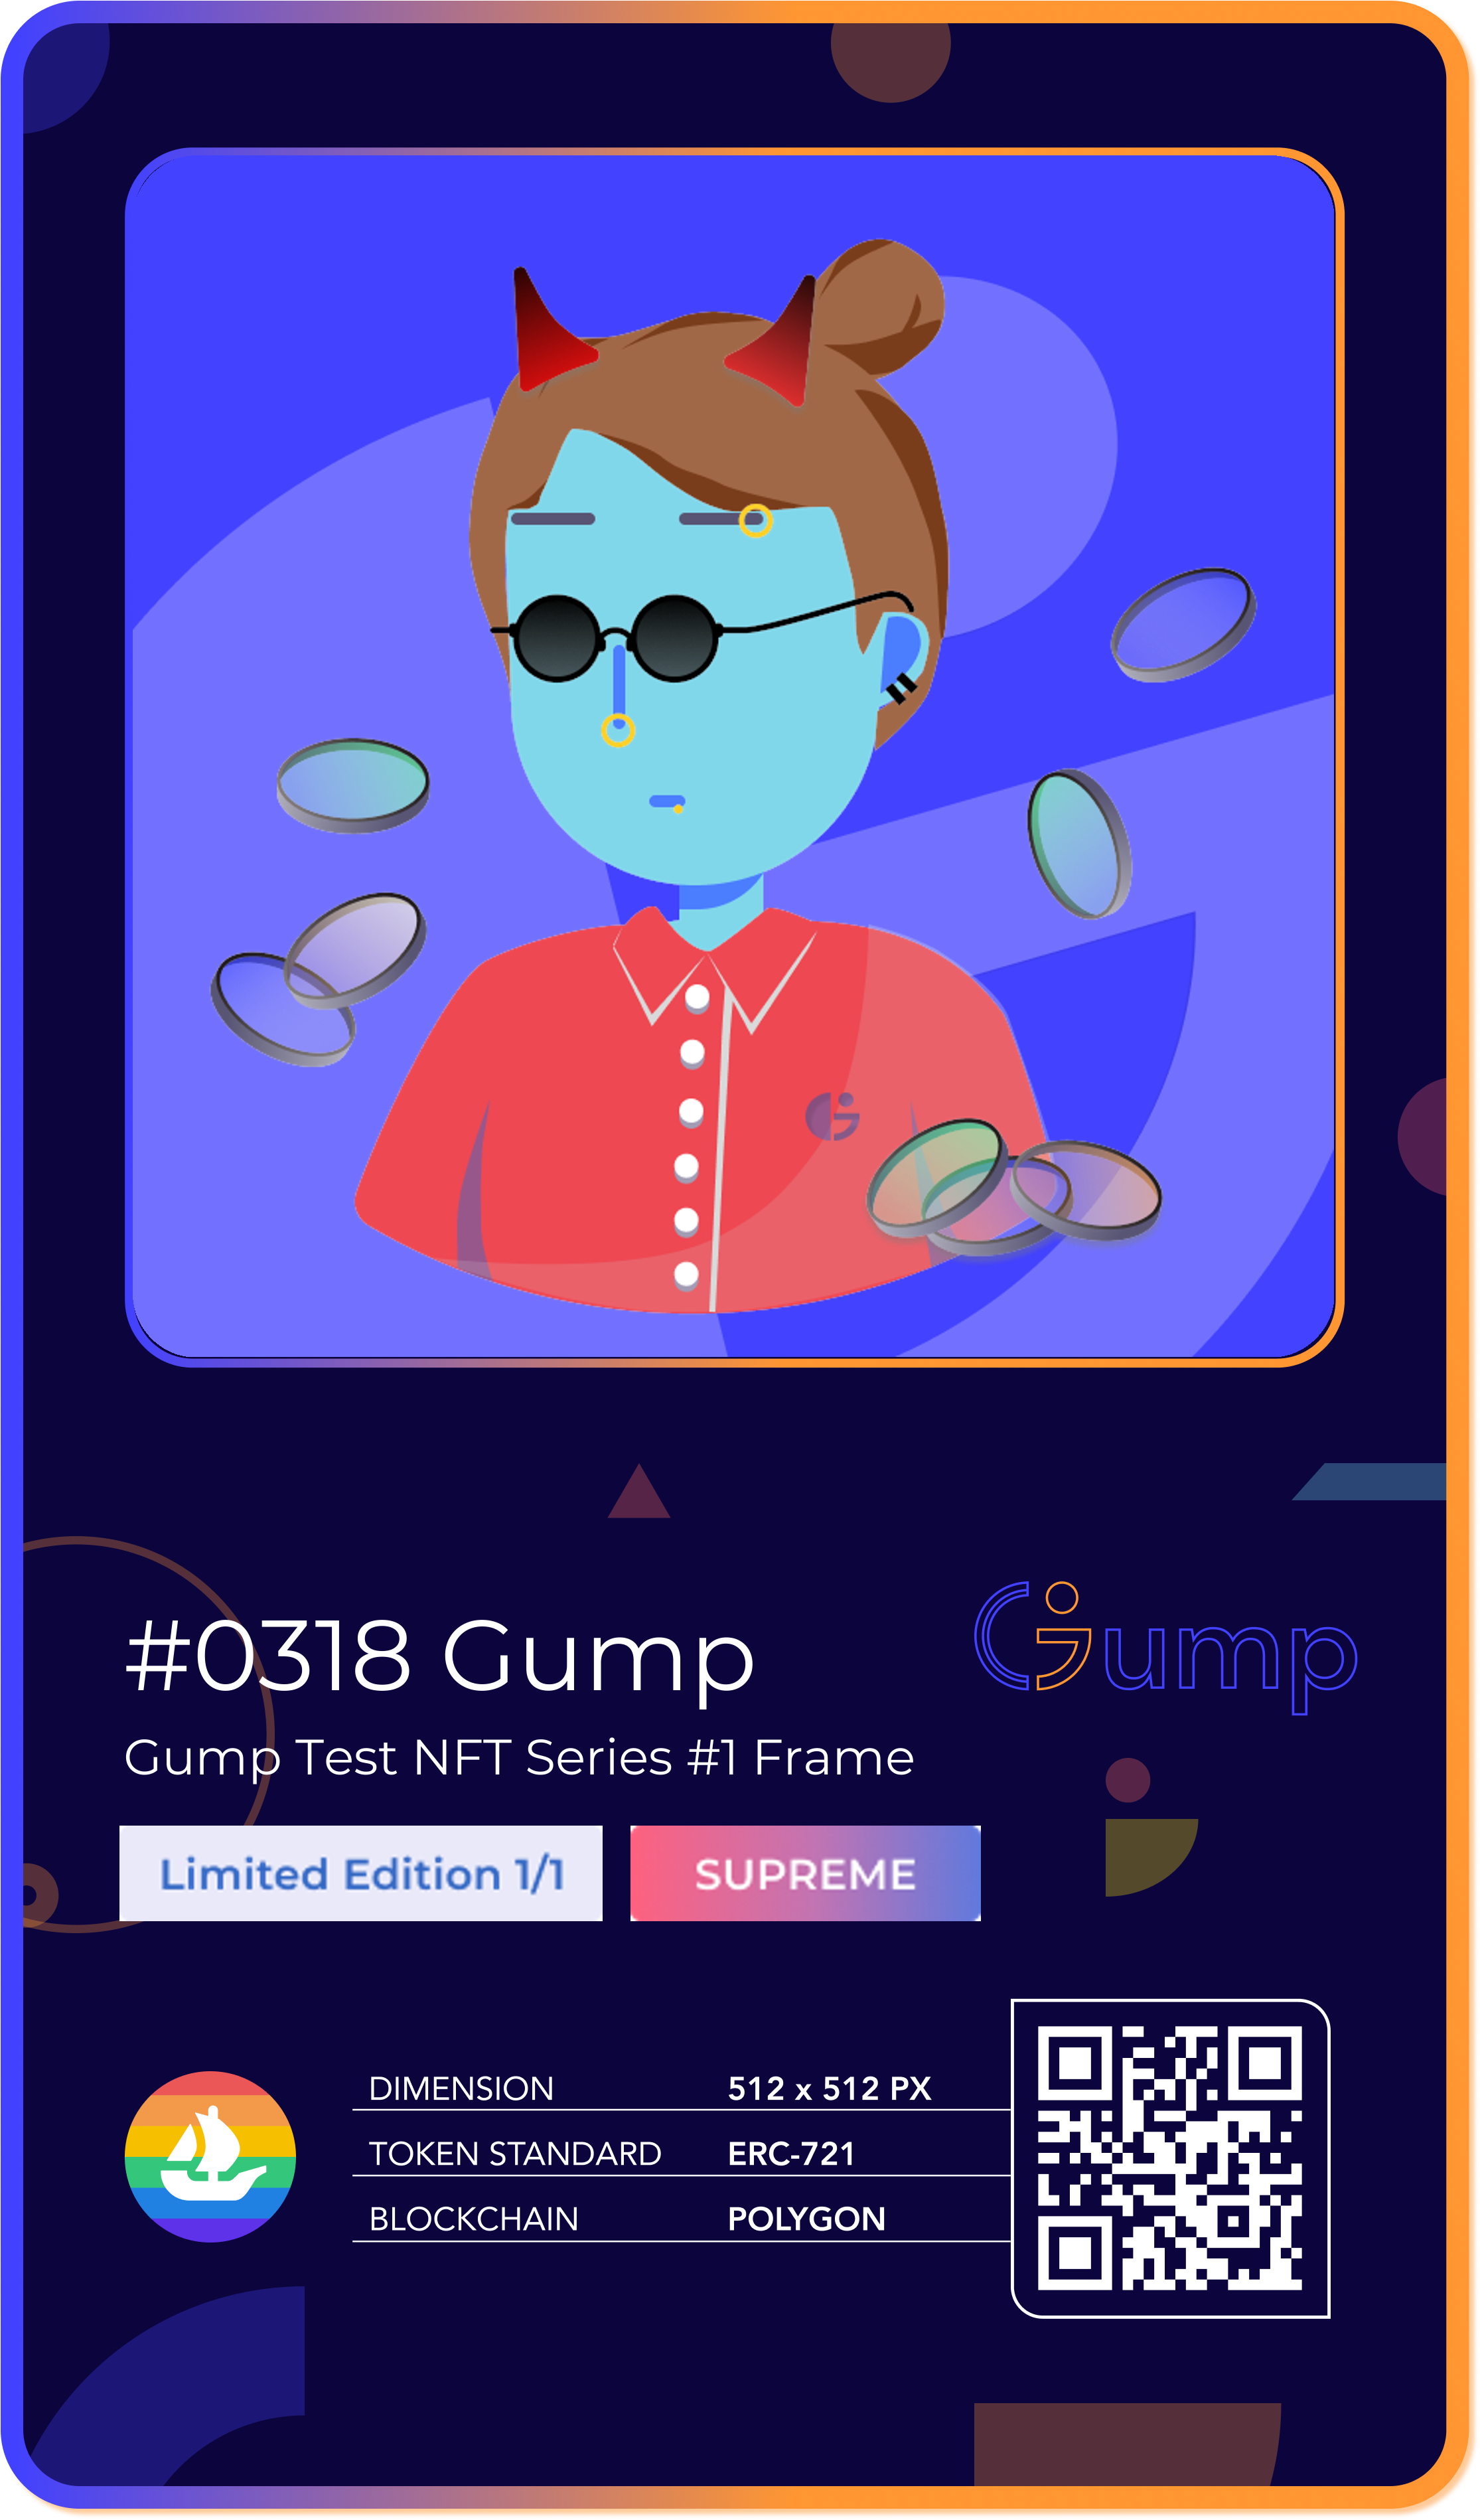 #0318 Gump
Gump
Gump Test NFT Series #1 Frame
Limited Edition 1/1
SUPREME
DIMENSION 512 x 512 PX
TOKEN STANDARD ERC-721
BLOCKCHAIN POLYGON